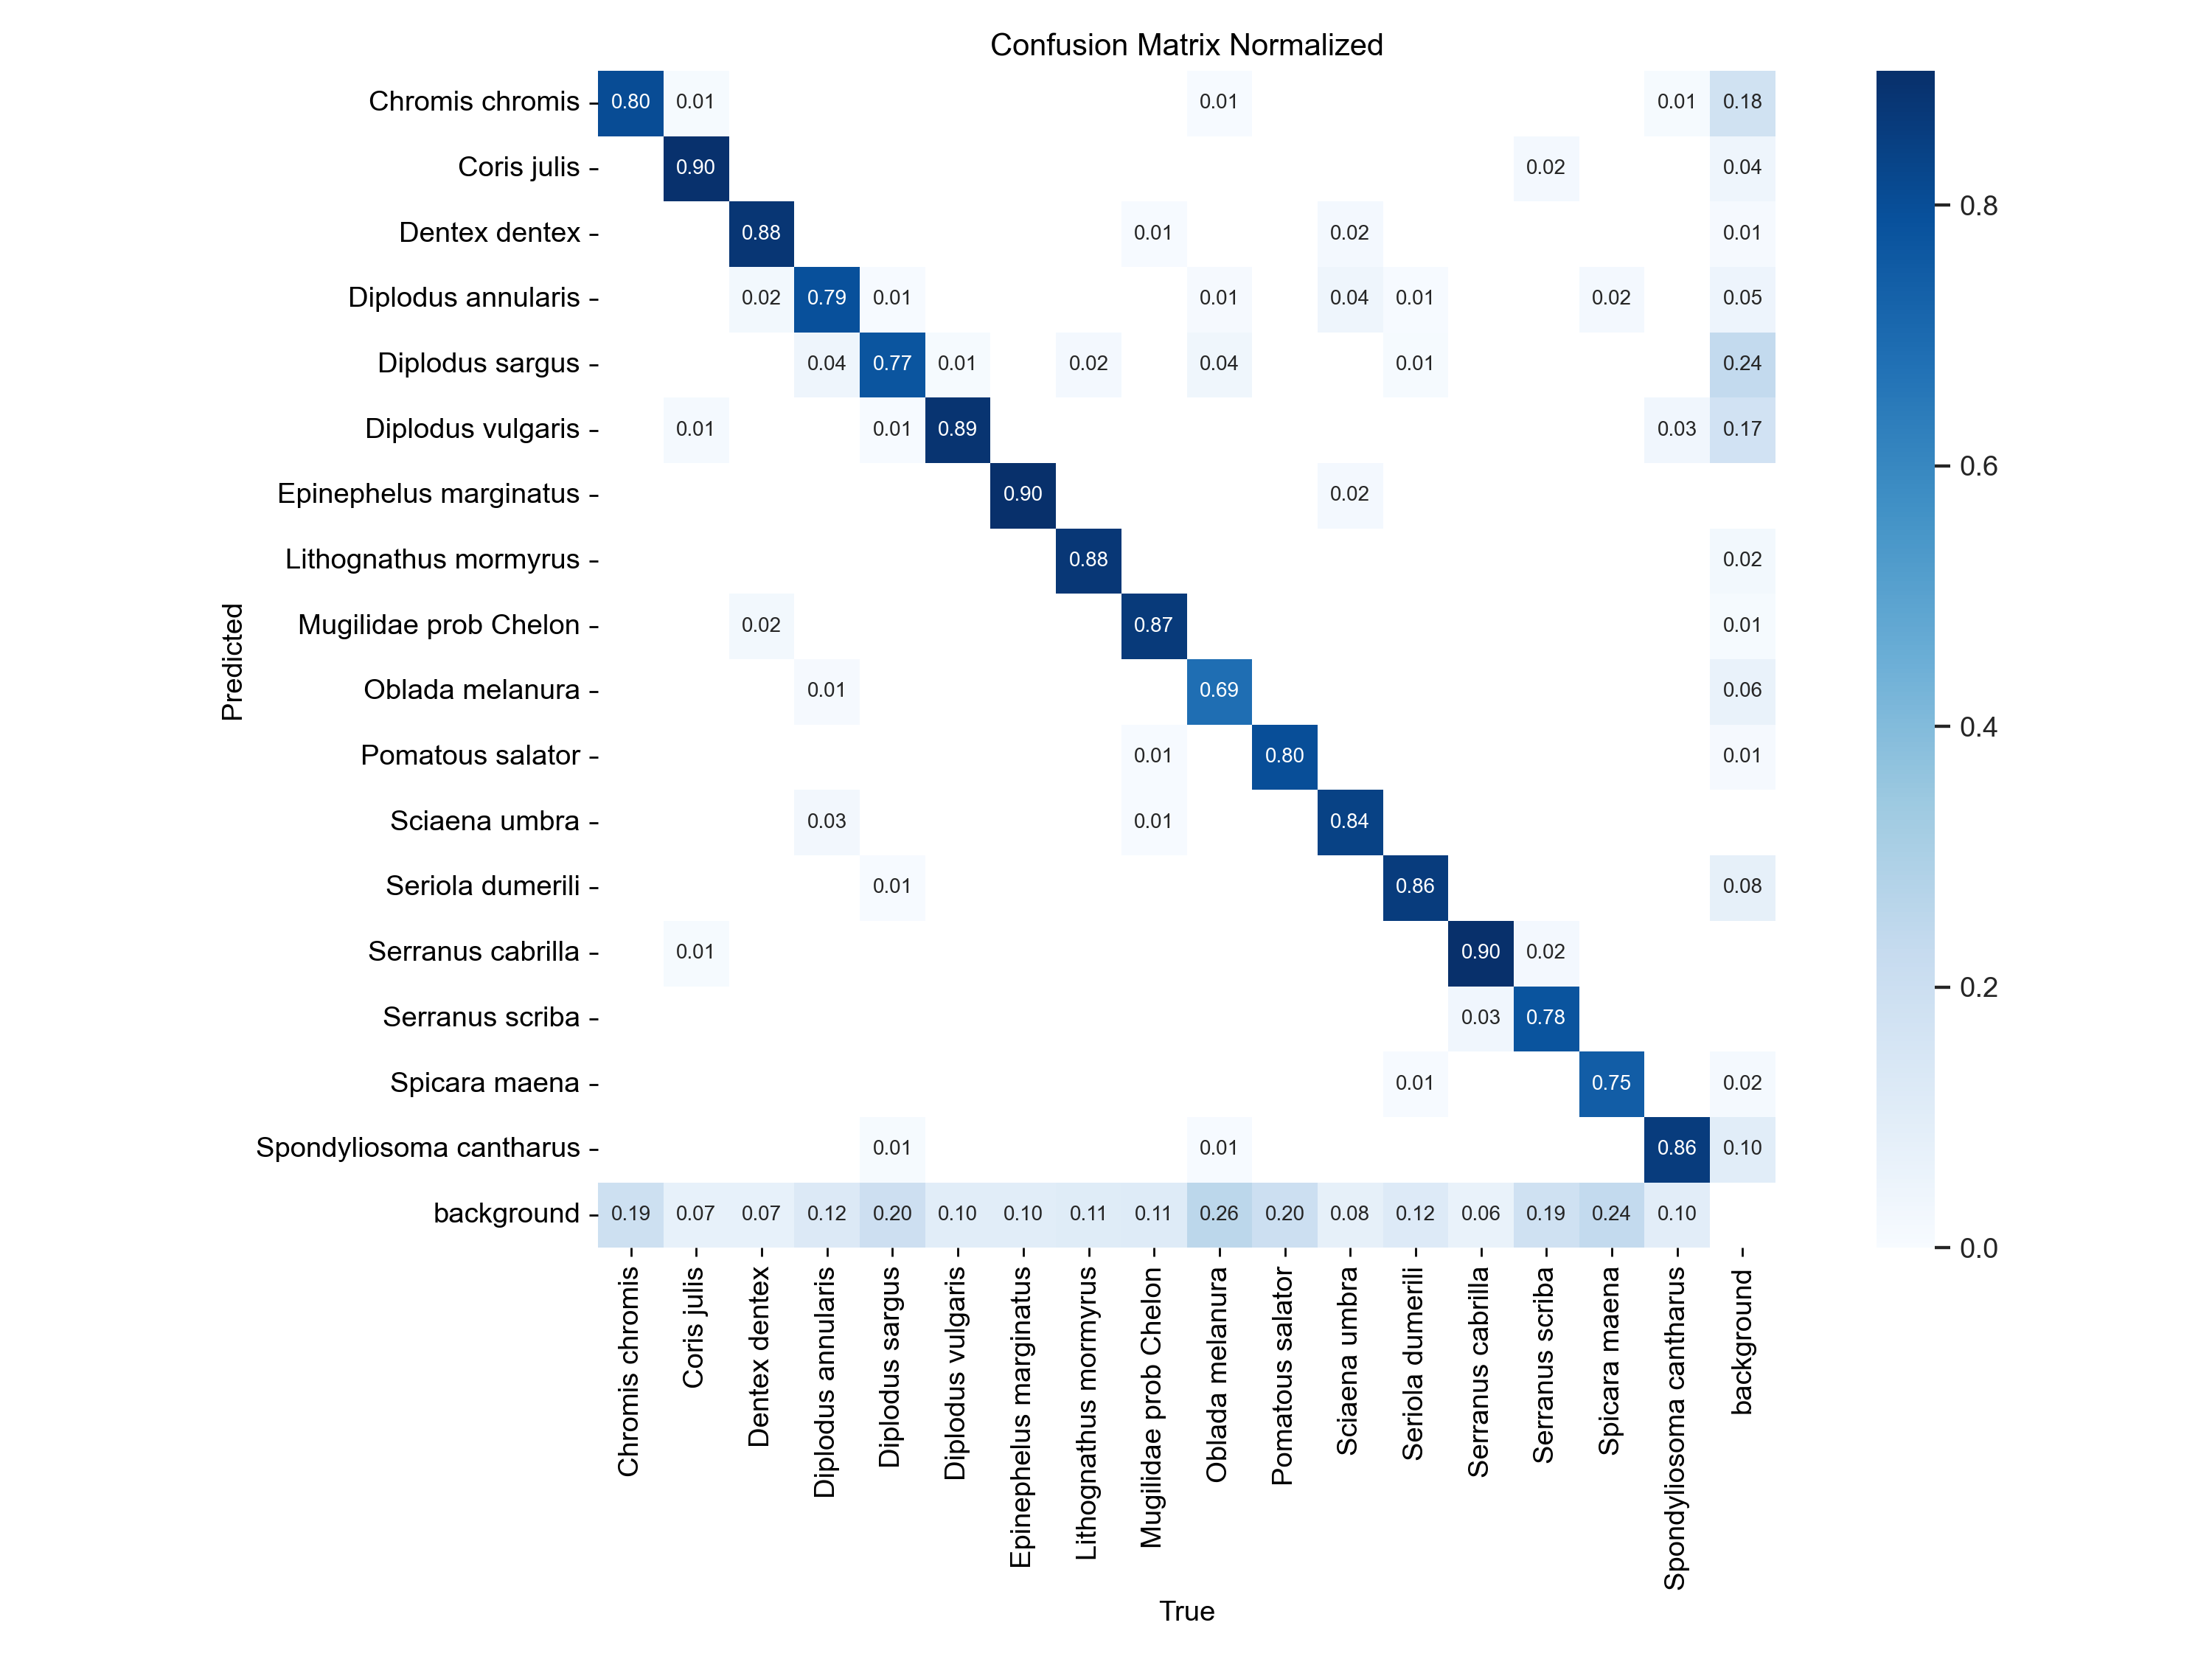 Confusion Matrix Normalized
Chromis chromis 0.80 0.01 0.01 0.01 0.18
Coris julis 0.90 0.02 0.04
Dentex dentex 0.88 0.01 0.02 0.01
Diplodus annularis 0.02 0.79 0.01 0.01 0.04 0.01 0.02 0.05
Diplodus sargus 0.04 0.77 0.01 0.02 0.04 0.01 0.24
Diplodus vulgaris 0.01 0.01 0.89 0.03 0.17
Epinephelus marginatus 0.90 0.02
Lithognathus mormyrus 0.88 0.02
Mugilidae prob Chelon 0.02 0.87 0.01
Oblada melanura 0.01 0.69 0.06
Pomatous salator 0.01 0.80 0.01
Sciaena umbra 0.03 0.01 0.84
Seriola dumerili 0.01 0.86 0.08
Serranus cabrilla 0.01 0.90 0.02
Serranus scriba 0.03 0.78
Spicara maena 0.01 0.75 0.02
Spondyliosoma cantharus 0.01 0.01 0.86 0.10
background 0.19 0.07 0.07 0.12 0.20 0.10 0.10 0.11 0.11 0.26 0.20 0.08 0.12 0.06 0.19 0.24 0.10
Predicted
Chromis chromis
Coris julis
Dentex dentex
Diplodus annularis
Diplodus sargus
Diplodus vulgaris
Epinephelus marginatus
Lithognathus mormyrus
Mugilidae prob Chelon
Oblada melanura
Pomatous salator
Sciaena umbra
Seriola dumerili
Serranus cabrilla
Serranus scriba
Spicara maena
Spondyliosoma cantharus
background
True
0.8
0.6
0.4
0.2
0.0